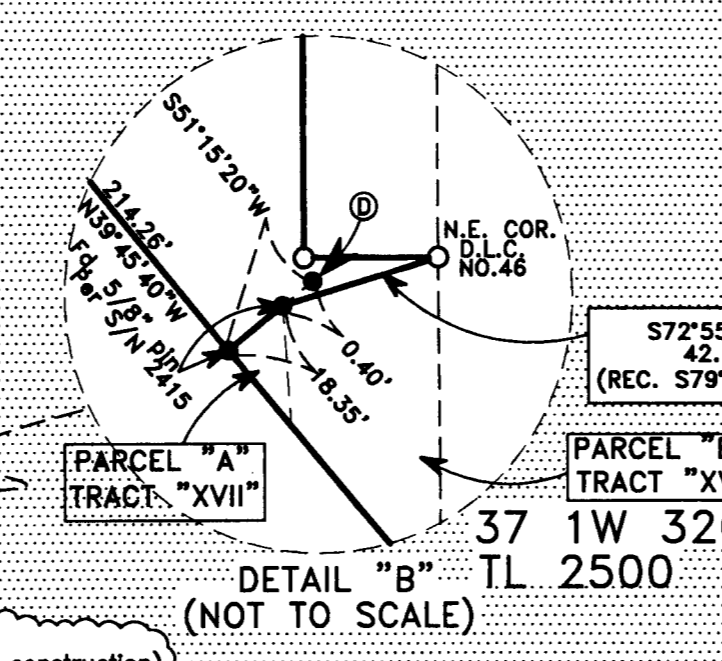 S51°15'20"W
214.26'
N39°45'40"W
Fd. 5/8" pin
per S/N 2415
D
N.E. COR.
D.L.C.
NO.46
0.40'
18.35'
S72°55
42.
(REC. S79°
PARCEL "A"
TRACT "XVII"
PARCEL "B
TRACT "XV
37 1W 32
TL 2500
DETAIL "B"
(NOT TO SCALE)
construction)